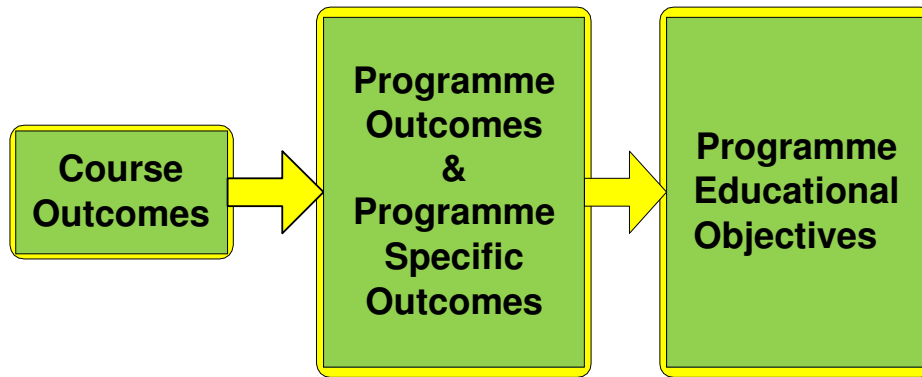 Course
Outcomes
Programme
Outcomes
&
Programme
Specific
Outcomes
Programme
Educational
Objectives